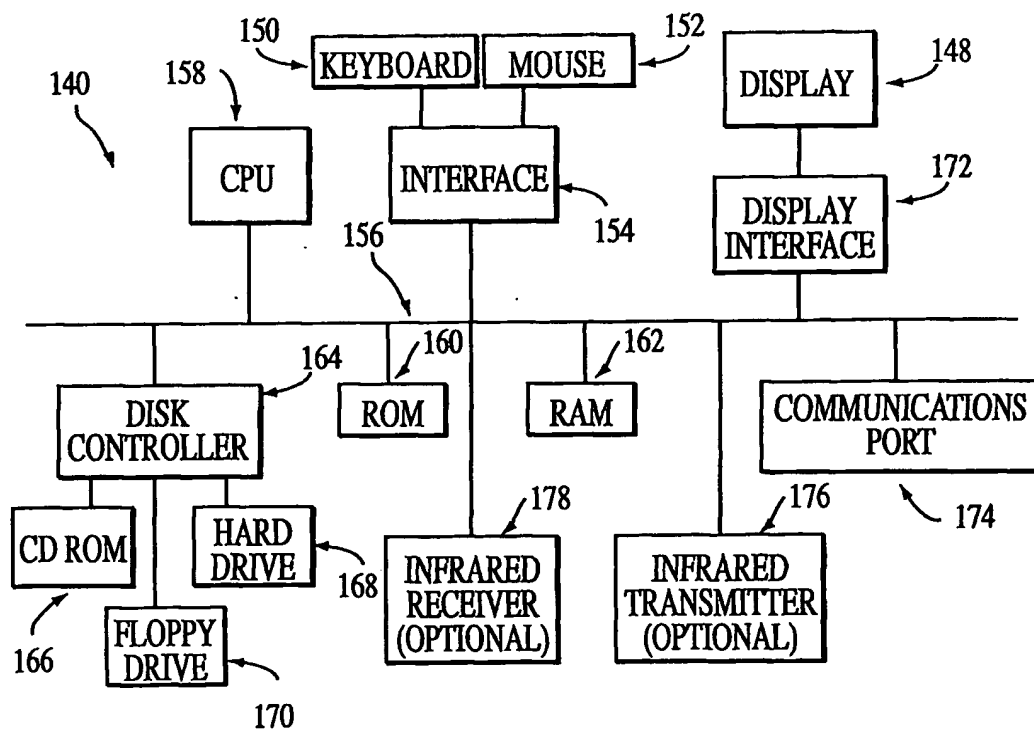 150
KEYBOARD
MOUSE
152
158
140
DISPLAY
148
CPU
INTERFACE
154
172
DISPLAY
INTERFACE
156
164
160
162
DISK
CONTROLLER
ROM
RAM
COMMUNICATIONS
PORT
174
CD ROM
166
HARD
DRIVE
168
FLOPPY
DRIVE
170
178
INFRARED
RECEIVER
(OPTIONAL)
176
INFRARED
TRANSMITTER
(OPTIONAL)